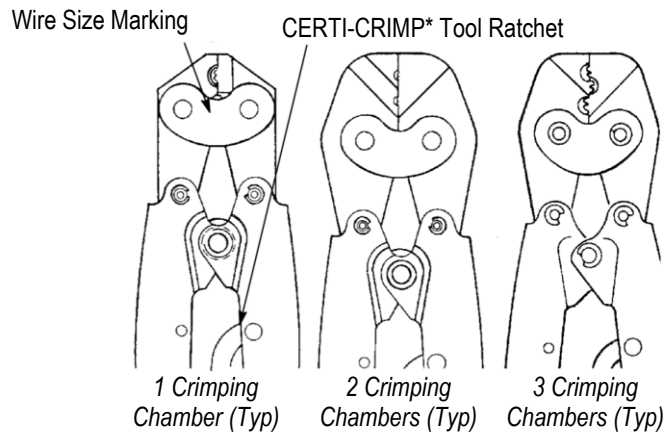 Wire Size Marking
CERTI-CRIMP* Tool Ratchet
1 Crimping
Chamber (Typ)
2 Crimping
Chambers (Typ)
3 Crimping
Chambers (Typ)